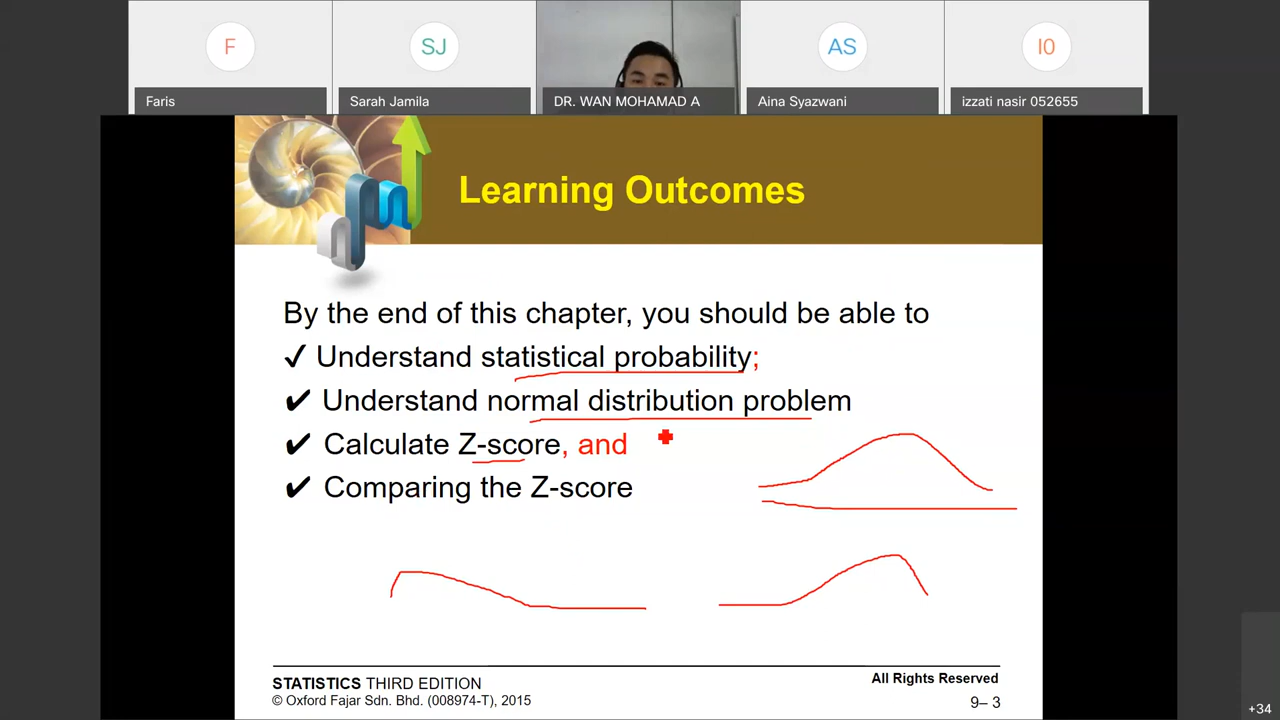 F
SJ
AS
I0
Faris
Sarah Jamila
DR. WAN MOHAMAD A
Aina Syazwani
izzati nasir 052655
Learning Outcomes
By the end of this chapter, you should be able to
✓ Understand statistical probability;
✔ Understand normal distribution problem
✔ Calculate Z-score, and
✔ Comparing the Z-score
STATISTICS THIRD EDITION
All Rights Reserved
© Oxford Fajar Sdn. Bhd. (008974-T), 2015
9– 3
+34